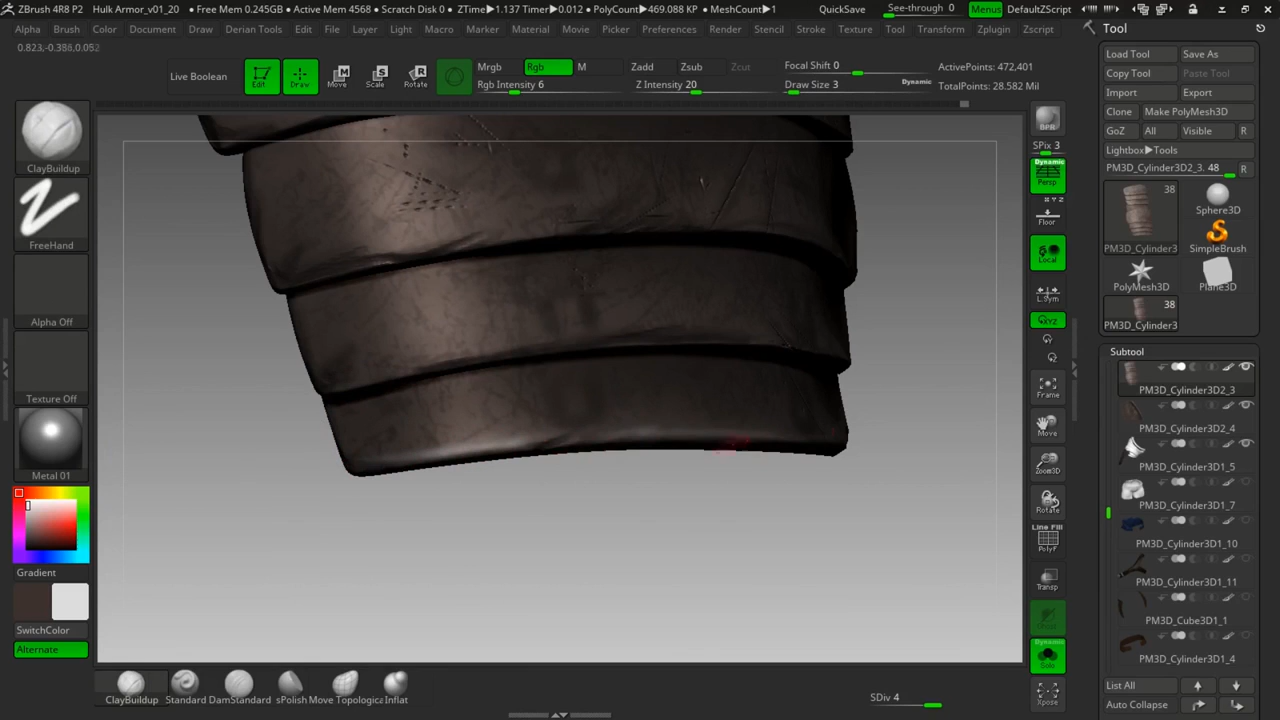 ZBrush 4R8 P2 Hulk Armor_v01_20 • Free Mem 0.245GB • Active Mem 4568 • Scratch Disk 0 • ZTime▶1.137 Timer▶0.012 • PolyCount▶469.088 KP • MeshCount▶1 QuickSave See-through 0 Menus DefaultZScript
Alpha Brush Color Document Draw Derian Tools Edit File Layer Light Macro Marker Material Movie Picker Preferences Render Stencil Stroke Texture Tool Transform Zplugin Zscript
0.823,-0.386,0.052
Live Boolean
Edit
Draw
Move
Scale
Rotate
Mrgb Rgb M
Rgb Intensity 6
Zadd Zsub Zcut
Z Intensity 20
Focal Shift 0
Draw Size 3
Dynamic
ActivePoints: 472,401
TotalPoints: 28.582 Mil
ClayBuildup
FreeHand
Alpha Off
Texture Off
Metal 01
Gradient
SwitchColor
Alternate
BPR
SPix 3
Dynamic
Persp
X Y Z
Floor
Local
L.Sym
XYZ
Y
Z
Frame
Move
Zoom3D
Rotate
Line Fill
PolyF
Transp
Dynamic
Solo
Xpose
Tool
Load Tool Save As
Copy Tool Paste Tool
Import Export
Clone Make PolyMesh3D
GoZ All Visible R
Lightbox▶Tools
PM3D_Cylinder3D2_3. 48 R
38
PM3D_Cylinder3
Sphere3D
SimpleBrush
PolyMesh3D
Plane3D
38
PM3D_Cylinder3
Subtool
PM3D_Cylinder3D2_3
PM3D_Cylinder3D2_4
PM3D_Cylinder3D1_5
PM3D_Cylinder3D1_7
PM3D_Cylinder3D1_10
PM3D_Cylinder3D1_11
PM3D_Cube3D1_1
PM3D_Cylinder3D1_4
List All
Auto Collapse
ClayBuildup Standard DamStandard sPolish Move Topologica Inflat
SDiv 4